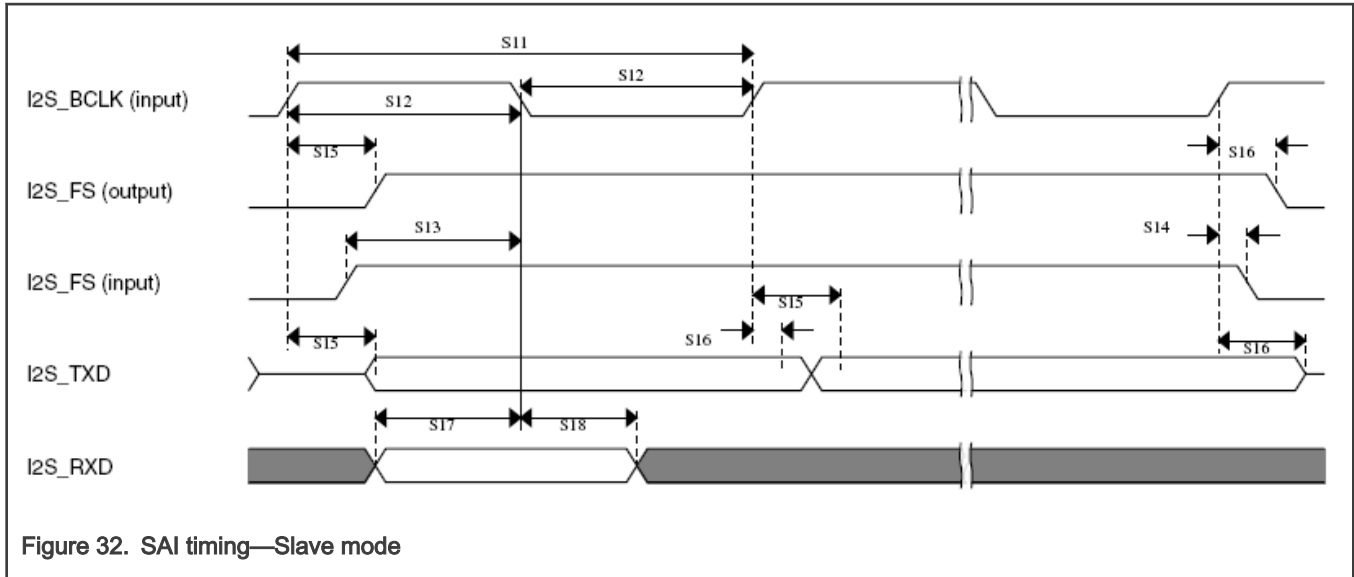 S11
S12
I2S_BCLK (input)
S12
S15
S16
I2S_FS (output)
S13
S14
I2S_FS (input)
S15
S15
S16
S16
I2S_TXD
S17
S18
I2S_RXD
Figure 32. SAI timing—Slave mode